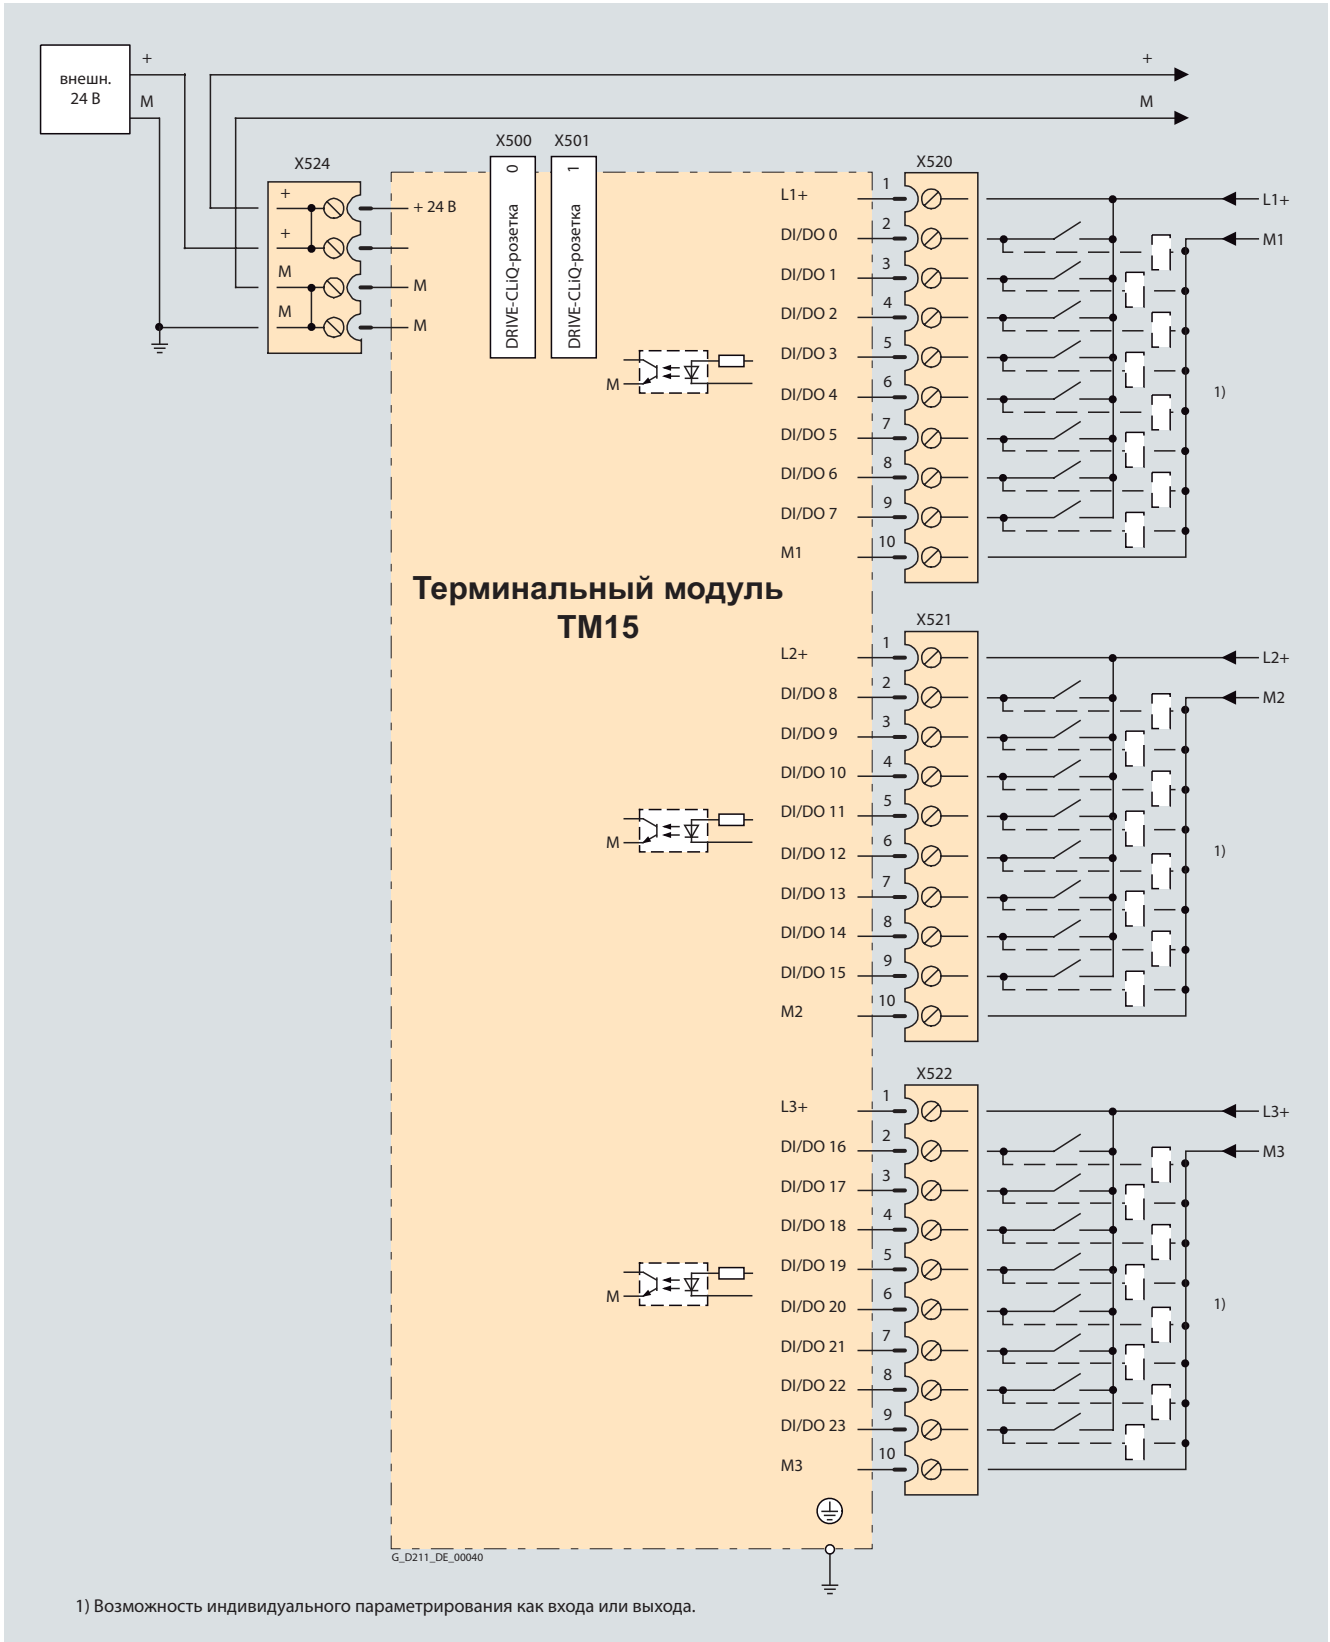 внешн.
24 В
+
M
+
M
X524
+
+
M
M
+ 24 В
M
M
X500
X501
DRIVE-CLiQ-розетка 0
DRIVE-CLiQ-розетка 1
Терминальный модуль
TM15
X520
L1+ 1
DI/DO 0 2
DI/DO 1 3
DI/DO 2 4
DI/DO 3 5
DI/DO 4 6
DI/DO 5 7
DI/DO 6 8
DI/DO 7 9
M1 10
L1+
M1
1)
M
X521
L2+ 1
DI/DO 8 2
DI/DO 9 3
DI/DO 10 4
DI/DO 11 5
DI/DO 12 6
DI/DO 13 7
DI/DO 14 8
DI/DO 15 9
M2 10
L2+
M2
1)
M
X522
L3+ 1
DI/DO 16 2
DI/DO 17 3
DI/DO 18 4
DI/DO 19 5
DI/DO 20 6
DI/DO 21 7
DI/DO 22 8
DI/DO 23 9
M3 10
L3+
M3
1)
M
G_D211_DE_00040
1) Возможность индивидуального параметрирования как входа или выхода.